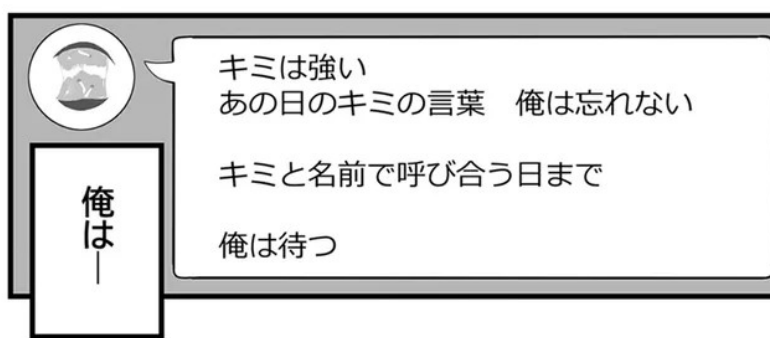 キミは強い
あの日のキミの言葉　俺は忘れない
キミと名前で呼び合う日まで
俺は待つ
俺は―